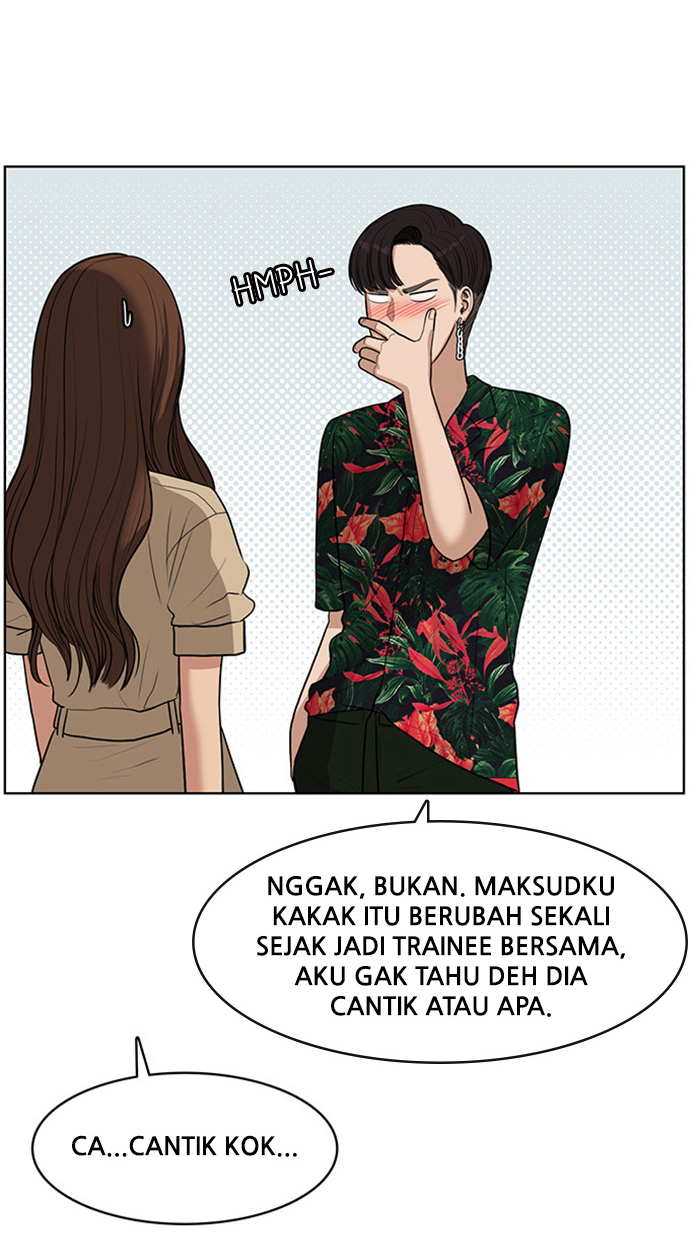 HMPH-
NGGAK, BUKAN. MAKSUDKU
KAKAK ITU BERUBAH SEKALI
SEJAK JADI TRAINEE BERSAMA,
AKU GAK TAHU DEH DIA
CANTIK ATAU APA.
CA...CANTIK KOK...